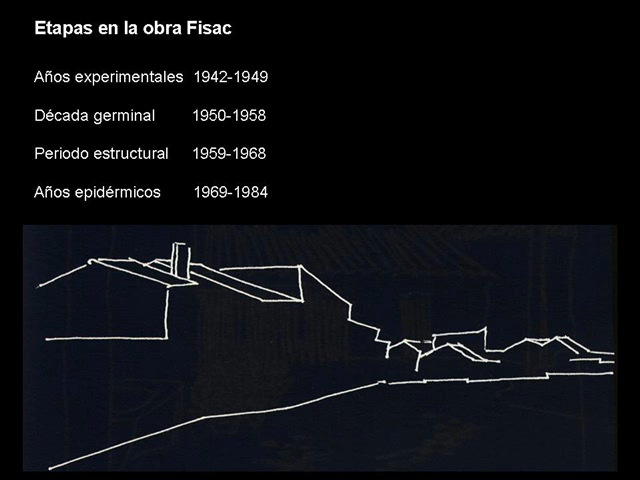 Etapas en la obra Fisac
Años experimentales 1942-1949
Década germinal 1950-1958
Periodo estructural 1959-1968
Años epidérmicos 1969-1984